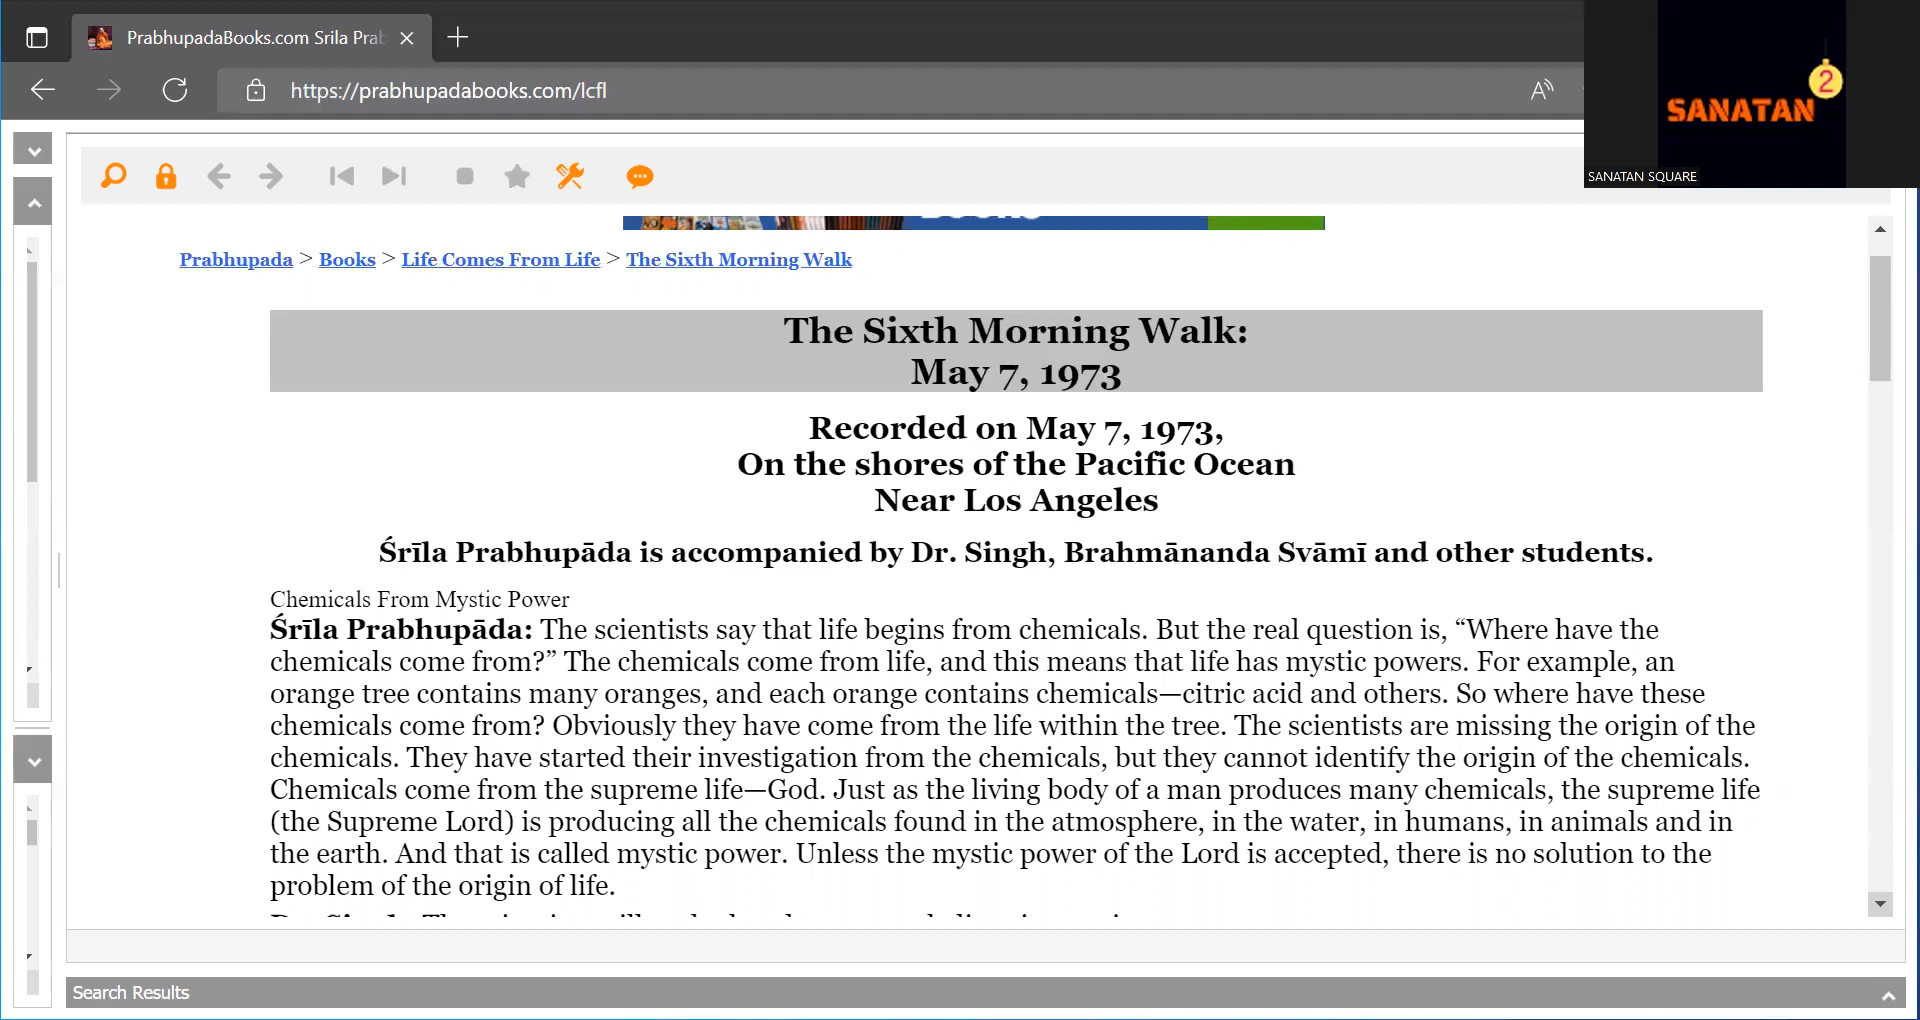 PrabhupadaBooks.com Srila Prab
https://prabhupadabooks.com/lcfl
2
SANATAN
SANATAN SQUARE
Prabhupada > Books > Life Comes From Life > The Sixth Morning Walk
The Sixth Morning Walk:
May 7, 1973
Recorded on May 7, 1973,
On the shores of the Pacific Ocean
Near Los Angeles
Śrīla Prabhupāda is accompanied by Dr. Singh, Brahmānanda Svāmī and other students.
Chemicals From Mystic Power
Śrīla Prabhupāda: The scientists say that life begins from chemicals. But the real question is, “Where have the
chemicals come from?” The chemicals come from life, and this means that life has mystic powers. For example, an
orange tree contains many oranges, and each orange contains chemicals—citric acid and others. So where have these
chemicals come from? Obviously they have come from the life within the tree. The scientists are missing the origin of the
chemicals. They have started their investigation from the chemicals, but they cannot identify the origin of the chemicals.
Chemicals come from the supreme life—God. Just as the living body of a man produces many chemicals, the supreme life
(the Supreme Lord) is producing all the chemicals found in the atmosphere, in the water, in humans, in animals and in
the earth. And that is called mystic power. Unless the mystic power of the Lord is accepted, there is no solution to the
problem of the origin of life.
Search Results